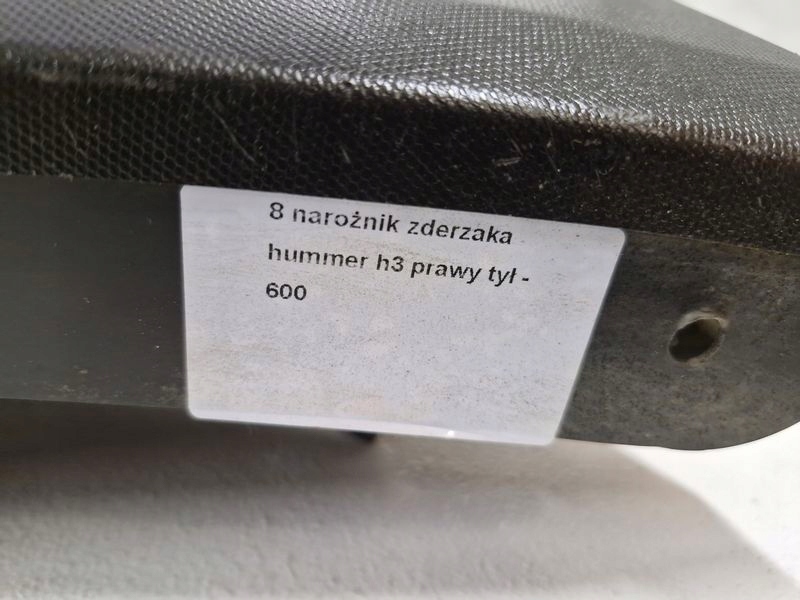 8 narożnik zderzaka
hummer h3 prawy tył -
600